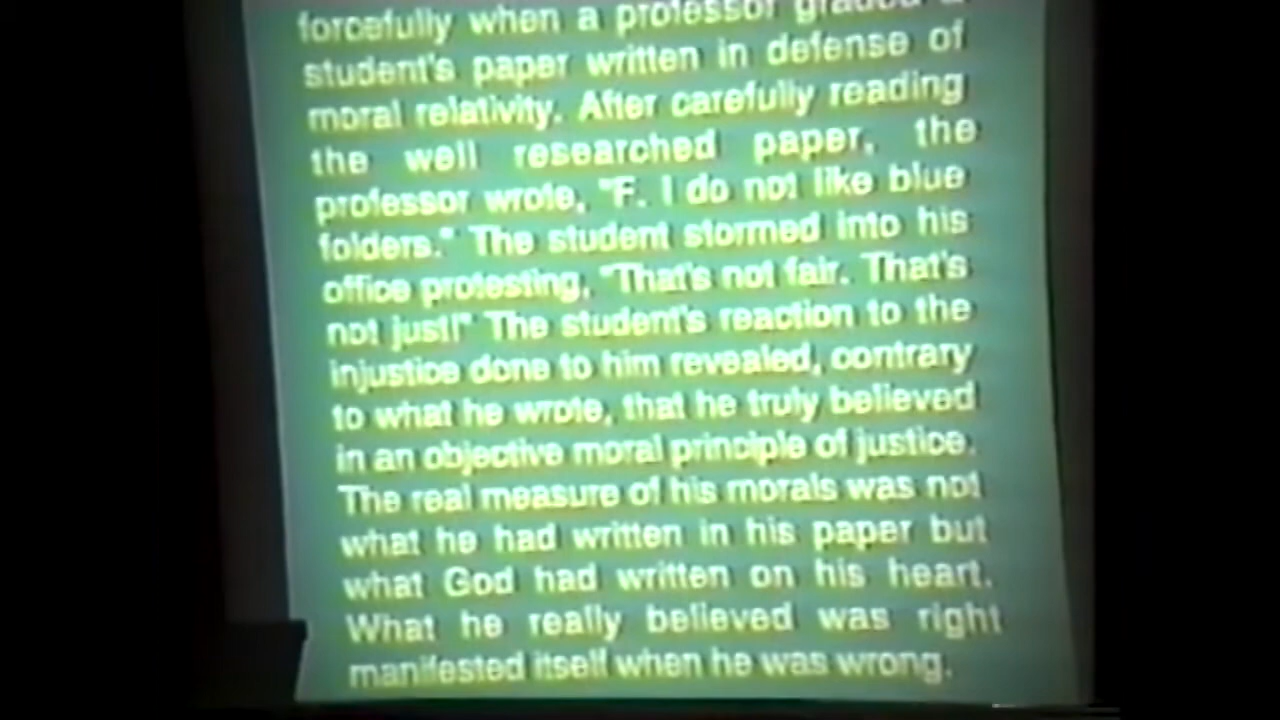 forcefully when a professor graded a
student's paper written in defense of
moral relativity. After carefully reading
the well researched paper, the
professor wrote, "F. I do not like blue
folders." The student stormed into his
office protesting, "That's not fair. That's
not just!" The student's reaction to the
injustice done to him revealed, contrary
to what he wrote, that he truly believed
in an objective moral principle of justice.
The real measure of his morals was not
what he had written in his paper but
what God had written on his heart.
What he really believed was right
manifested itself when he was wrong.